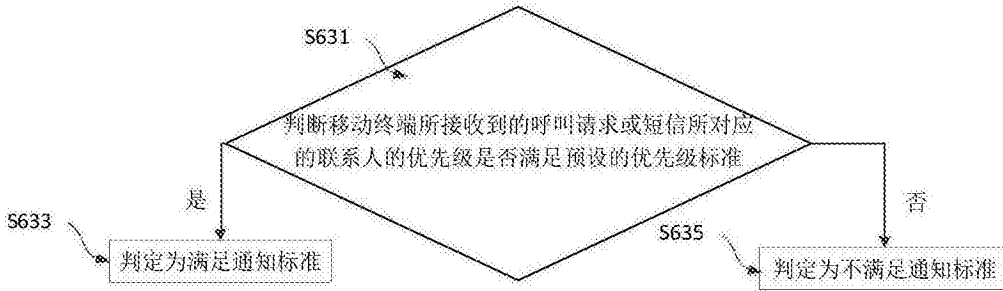 S631
判断移动终端所接收到的呼叫请求或短信所对应
的联系人的优先级是否满足预设的优先级标准
是
否
S633
S635
判定为满足通知标准
判定为不满足通知标准